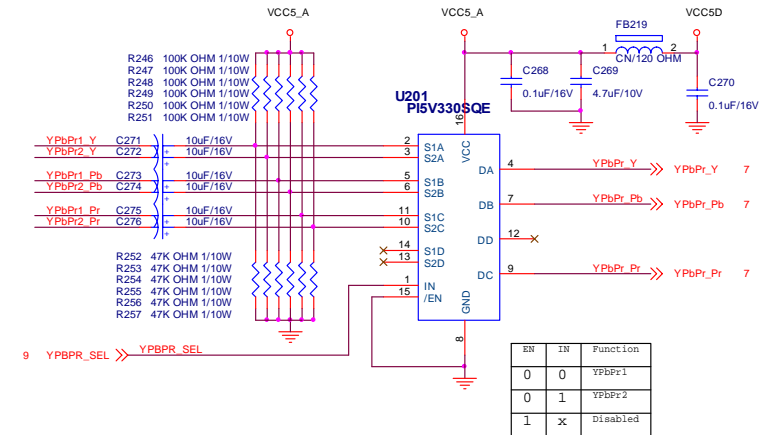 VCC5_A
VCC5_A
VCC5D
FB219
1 2
CN/120 OHM
R246 100K OHM 1/10W
R247 100K OHM 1/10W
R248 100K OHM 1/10W
R249 100K OHM 1/10W
R250 100K OHM 1/10W
R251 100K OHM 1/10W
C268
0.1uF/16V
C269
4.7uF/10V
C270
0.1uF/16V
U201
PI5V330SQE
16
VCC
YPbPr1_Y C271 10uF/16V 2 S1A
YPbPr2_Y C272 10uF/16V 3 S2A
YPbPr1_Pb C273 10uF/16V 5 S1B
YPbPr2_Pb C274 10uF/16V 6 S2B
YPbPr1_Pr C275 10uF/16V 11 S1C
YPbPr2_Pr C276 10uF/16V 10 S2C
14 S1D
13 S2D
1 IN
15 /EN
DA 4 YPbPr_Y YPbPr_Y 7
DB 7 YPbPr_Pb YPbPr_Pb 7
DD 12
DC 9 YPbPr_Pr YPbPr_Pr 7
GND
8
R252 47K OHM 1/10W
R253 47K OHM 1/10W
R254 47K OHM 1/10W
R255 47K OHM 1/10W
R256 47K OHM 1/10W
R257 47K OHM 1/10W
9 YPBPR_SEL YPBPR_SEL
EN IN Function
0 0 YPbPr1
0 1 YPbPr2
1 x Disabled